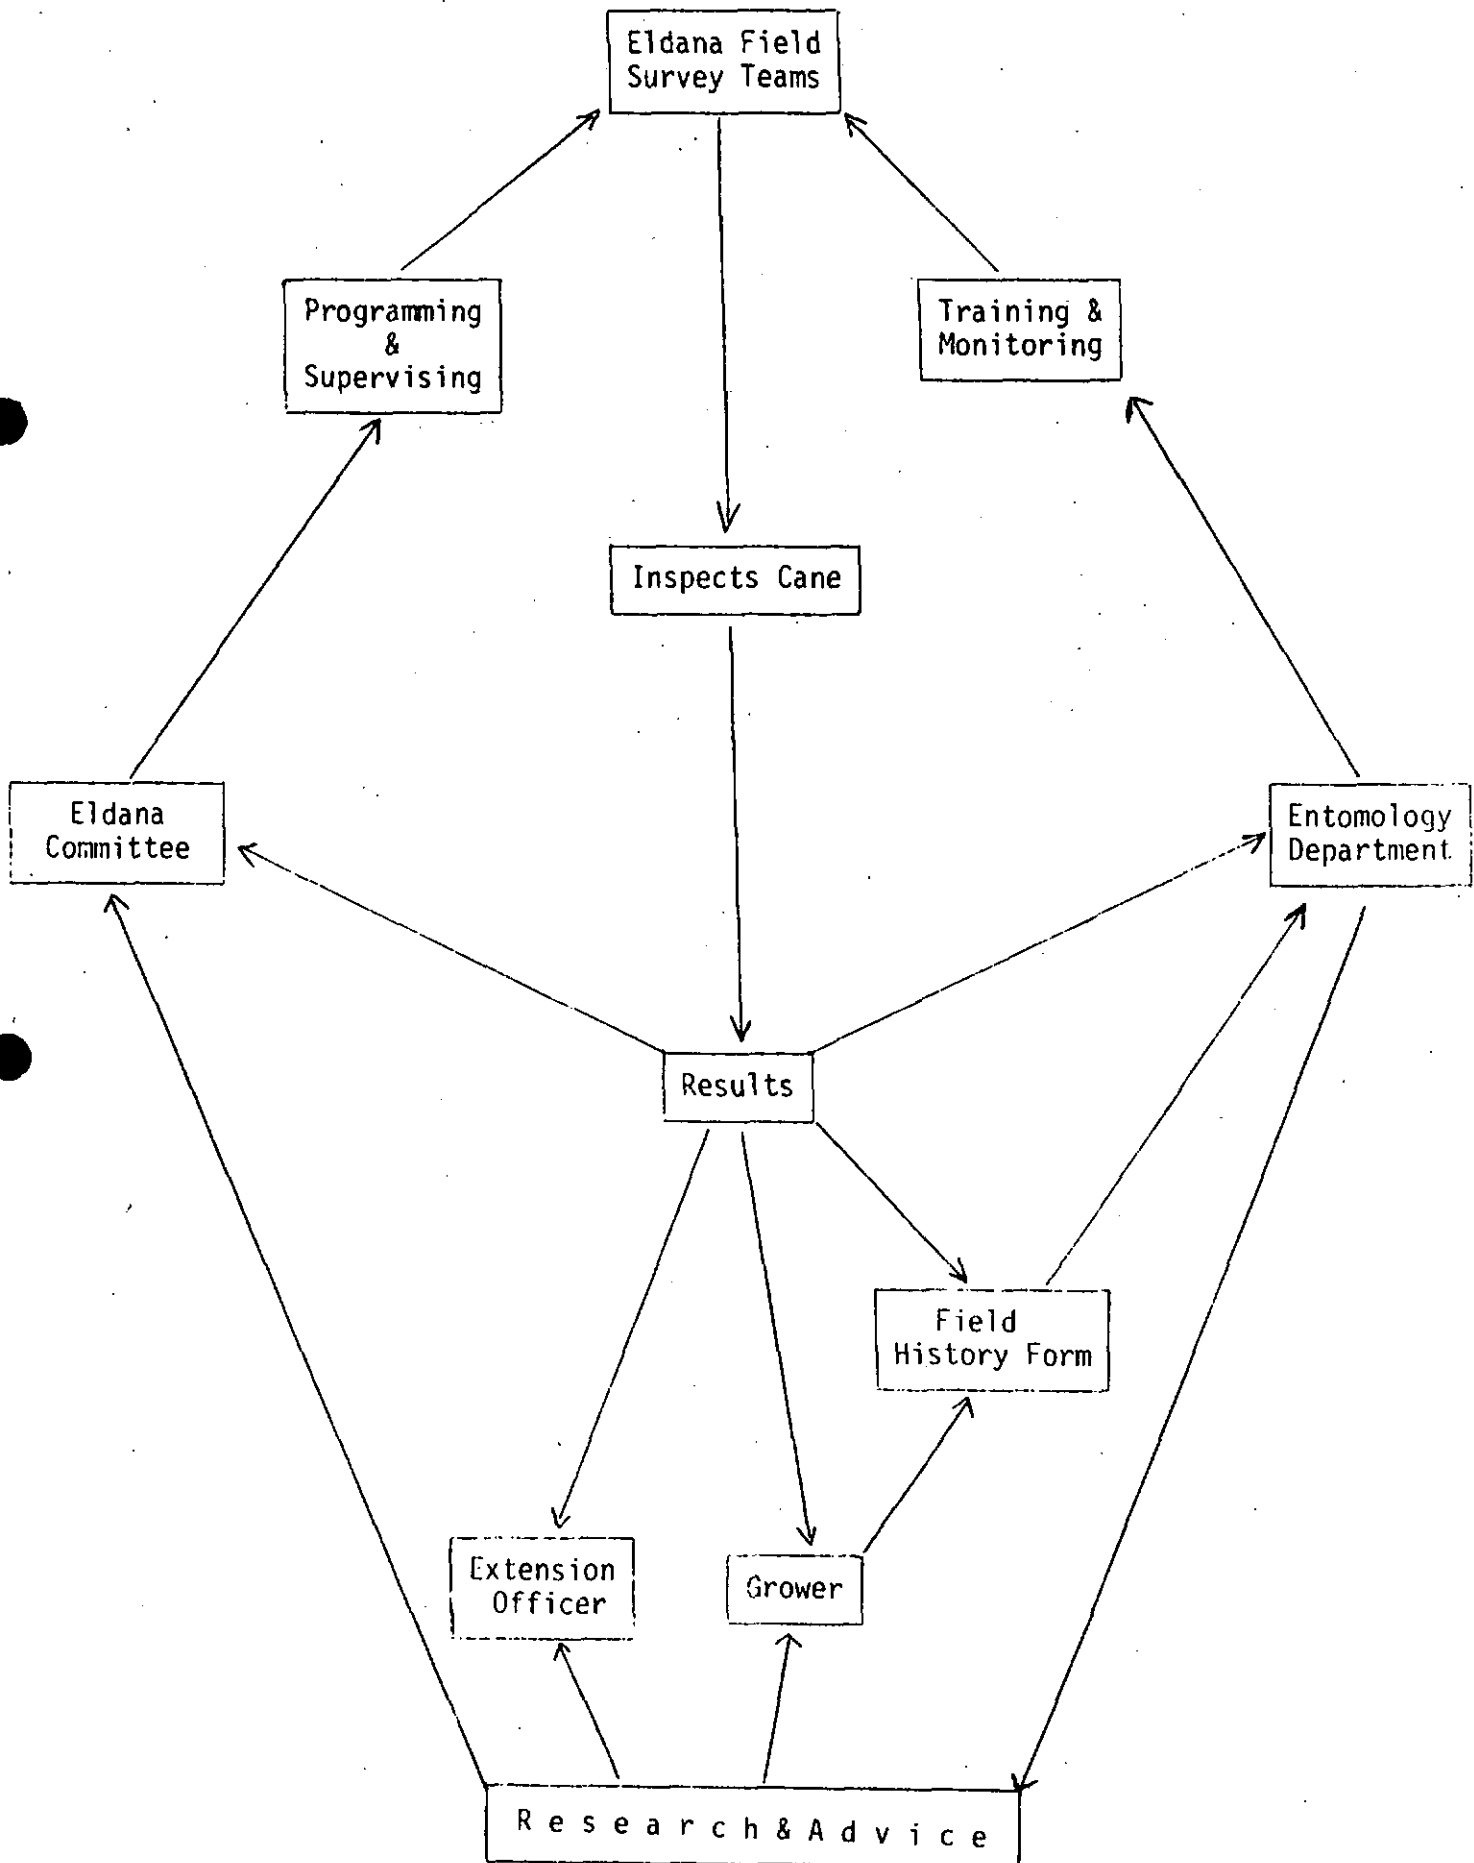 Eldana Field
Survey Teams
Programming
&
Supervising
Training &
Monitoring
Inspects Cane
Eldana
Committee
Entomology
Department
Results
Field
History Form
Extension
Officer
Grower
Research&Advice